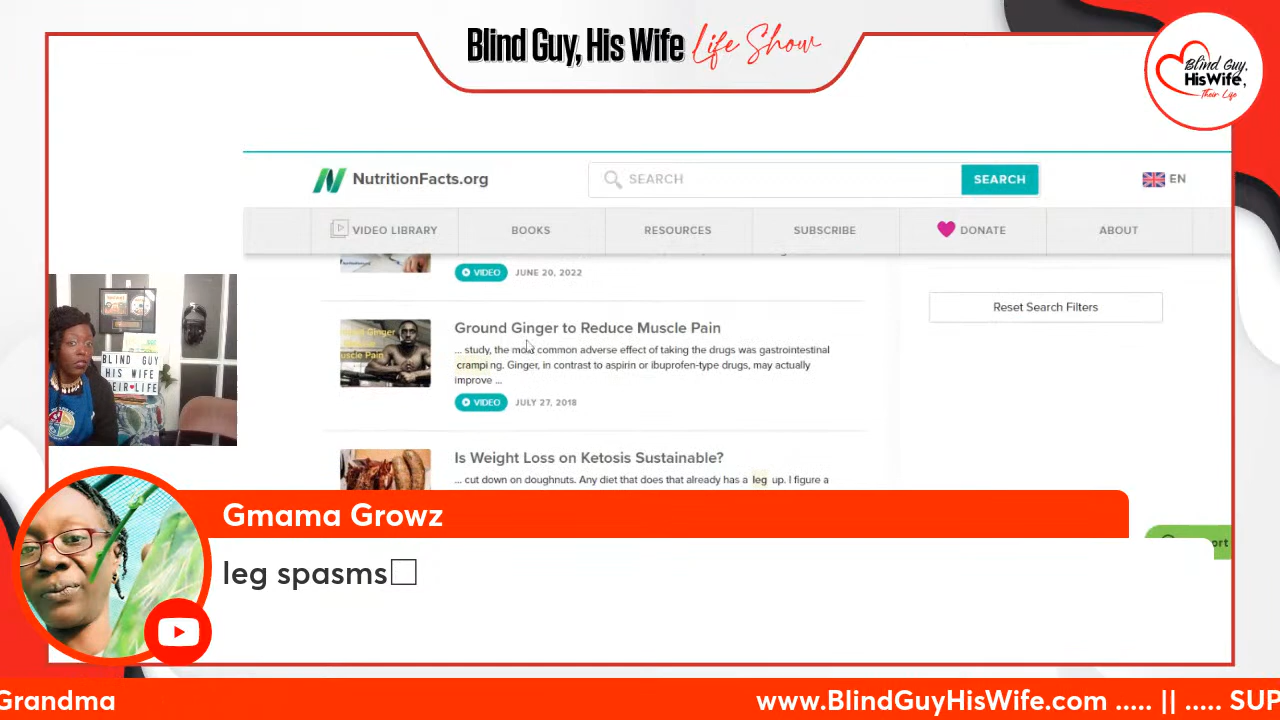 Blind Guy, His Wife Life Show
Blind Guy,
HisWife,
Their Life
NutritionFacts.org
SEARCH
SEARCH
EN
VIDEO LIBRARY
BOOKS
RESOURCES
SUBSCRIBE
DONATE
ABOUT
VIDEO
JUNE 20, 2022
Reset Search Filters
Ground Ginger to Reduce Muscle Pain
... study, the most common adverse effect of taking the drugs was gastrointestinal
cramping. Ginger, in contrast to aspirin or ibuprofen-type drugs, may actually
improve ...
VIDEO
JULY 27, 2018
Is Weight Loss on Ketosis Sustainable?
... cut down on doughnuts. Any diet that does that already has a leg up. I figure a
BLIND GUY
HIS WIFE
THEIR♥LIFE
Gmama Growz
leg spasms□
Grandma
www.BlindGuyHisWife.com ..... || ..... SUP